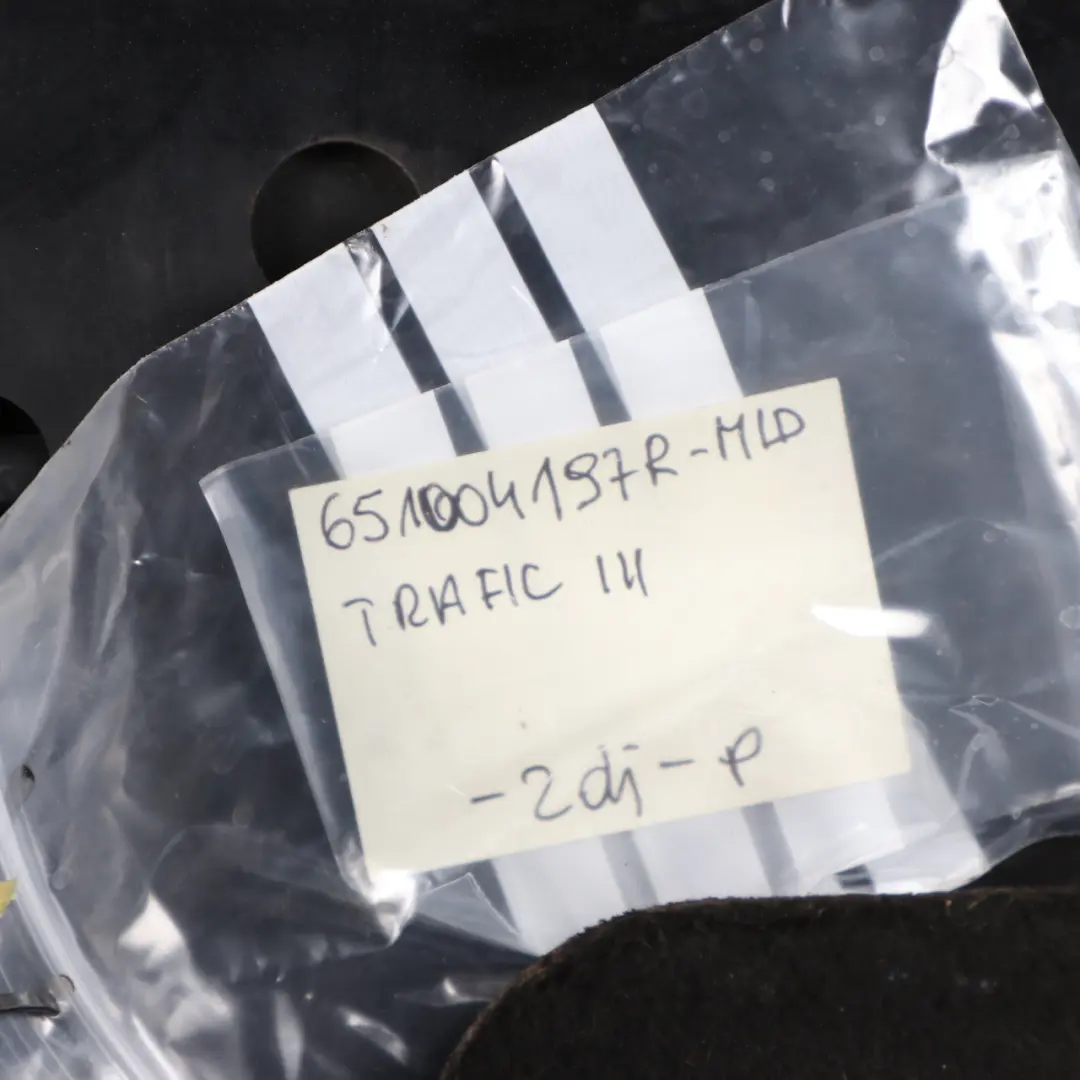 651004197R-MLD
TRAFIC III
-2dj-p